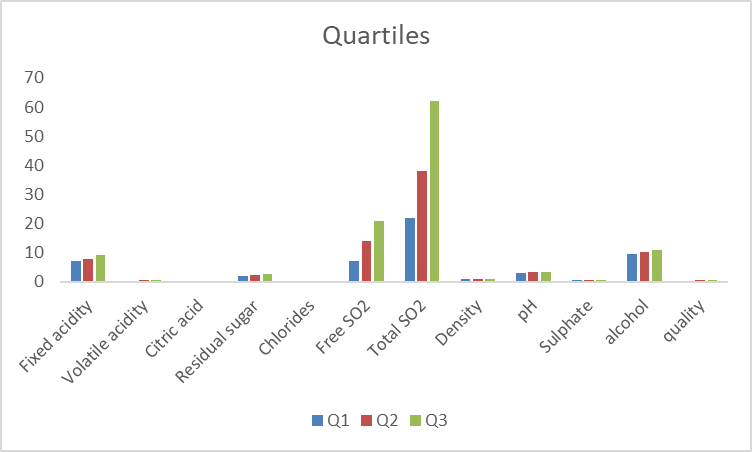 Quartiles
70
60
50
40
30
20
10
0
Fixed acidity
Volatile acidity
Citric acid
Residual sugar
Chlorides
Free SO2
Total SO2
Density
pH
Sulphate
alcohol
quality
Q1 Q2 Q3